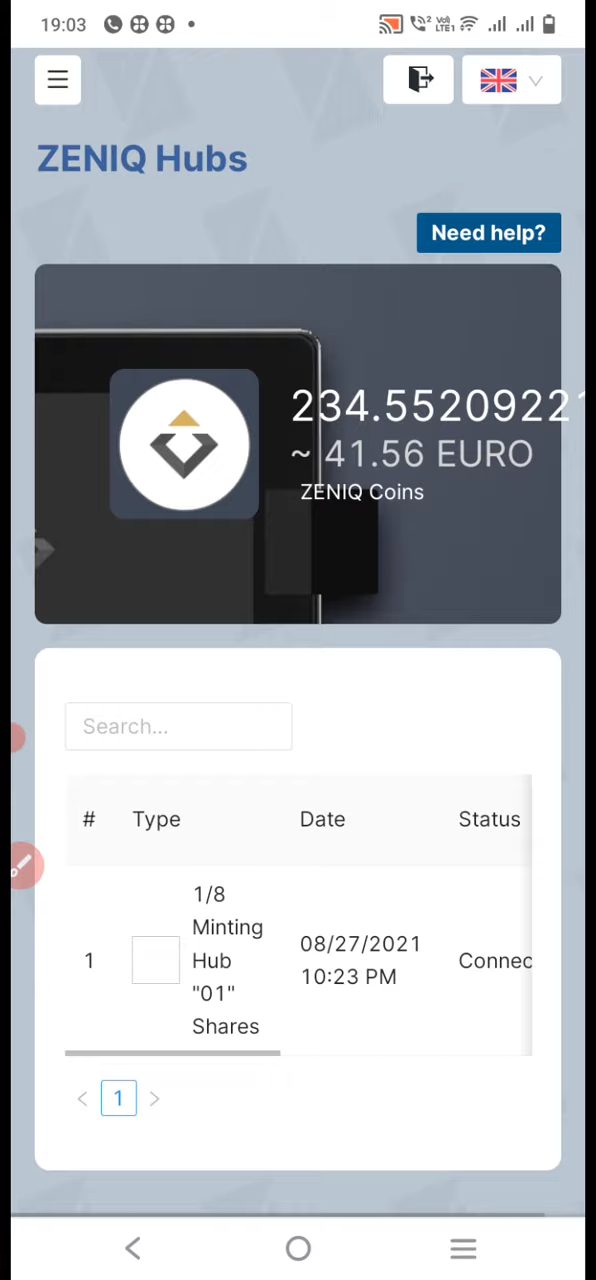 19:03
ZENIQ Hubs
Need help?
234.55209221
~ 41.56 EURO
ZENIQ Coins
Search...
# Type Date Status
1/8
Minting
Hub
"01"
Shares
1
08/27/2021
10:23 PM
Connec
1